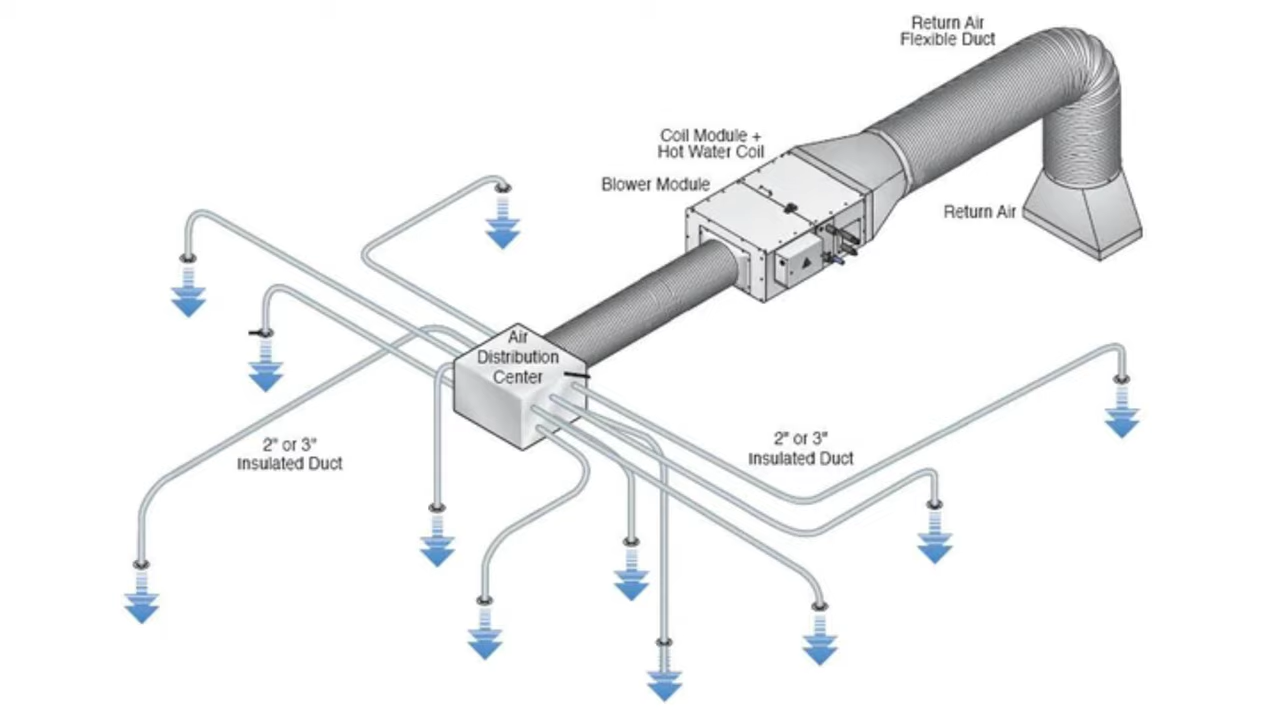 Return Air
Flexible Duct
Coil Module +
Hot Water Coil
Blower Module
Return Air
Air
Distribution
Center
2" or 3"
Insulated Duct
2" or 3"
Insulated Duct